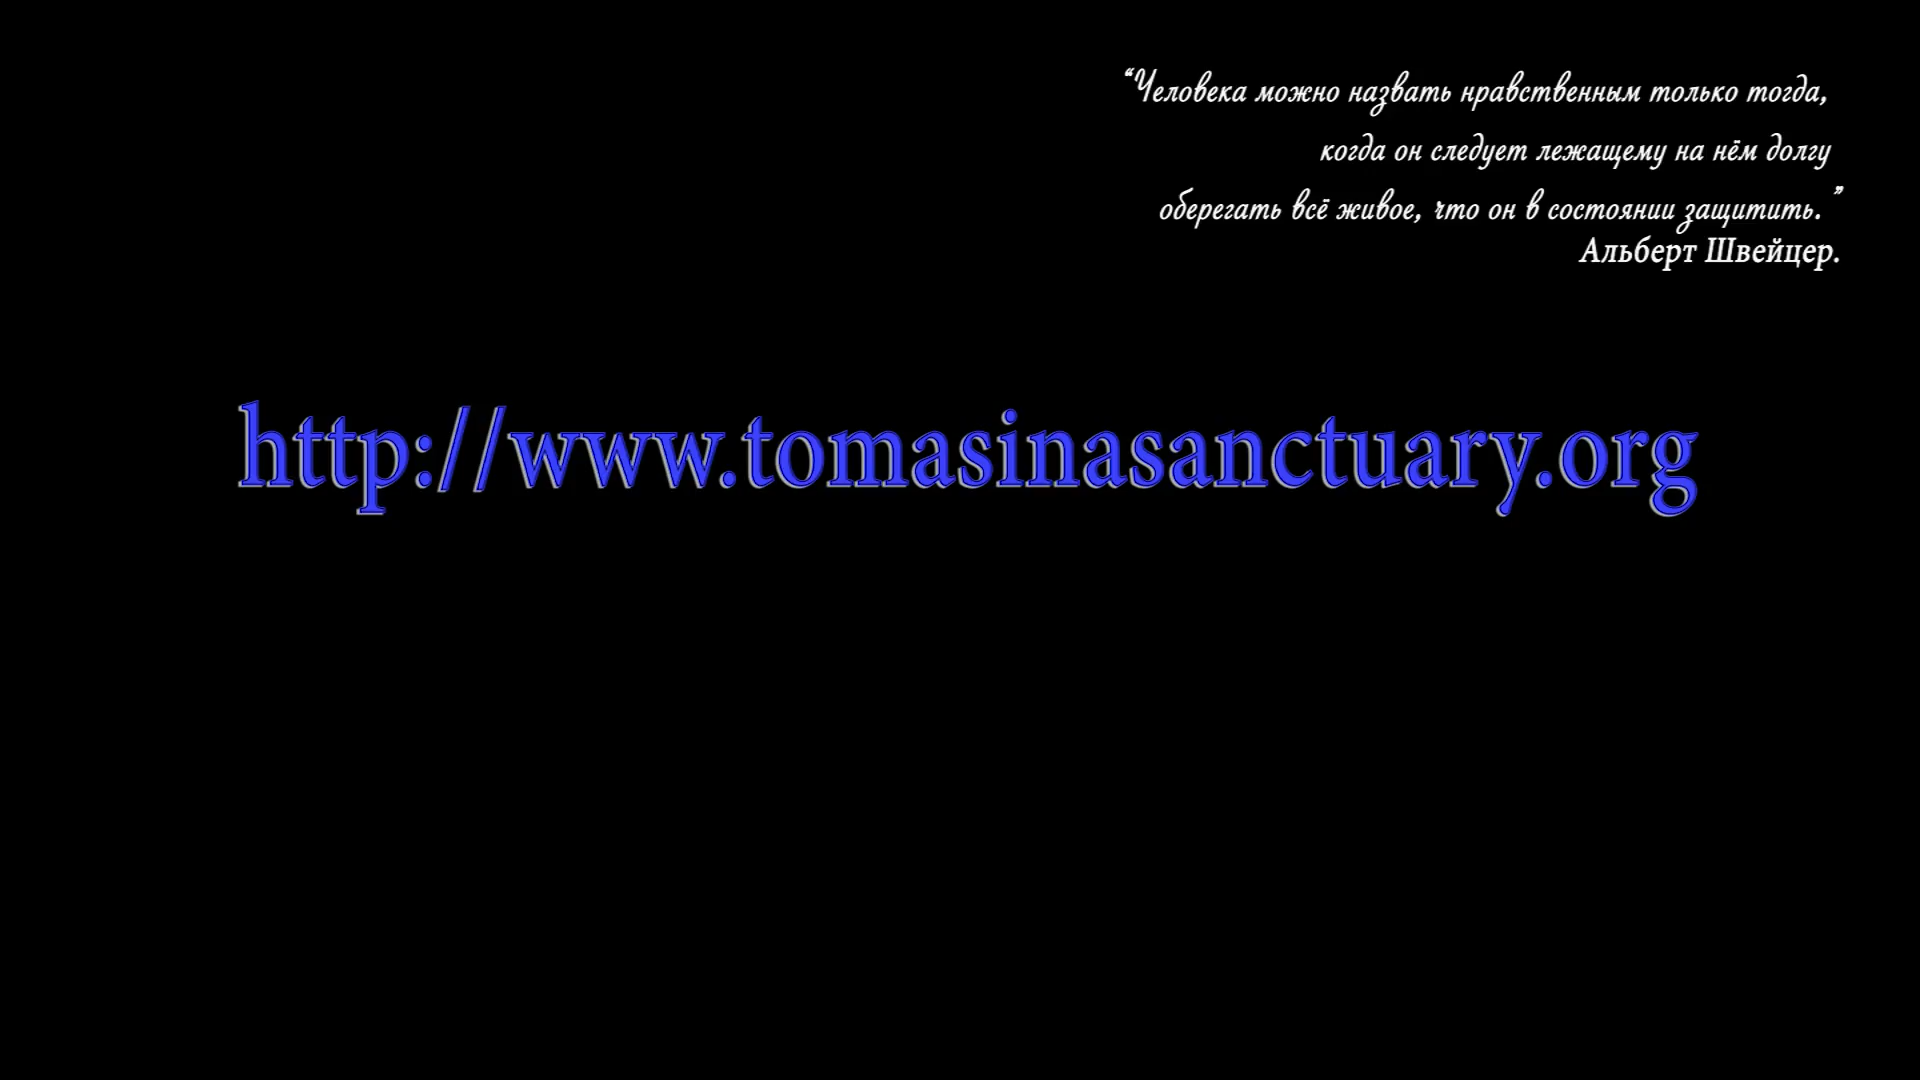 “Человека можно назвать нравственным только тогда,
когда он следует лежащему на нём долгу
оберегать всё живое, что он в состоянии защитить.”
Альберт Швейцер.
http://www.tomasinasanctuary.org